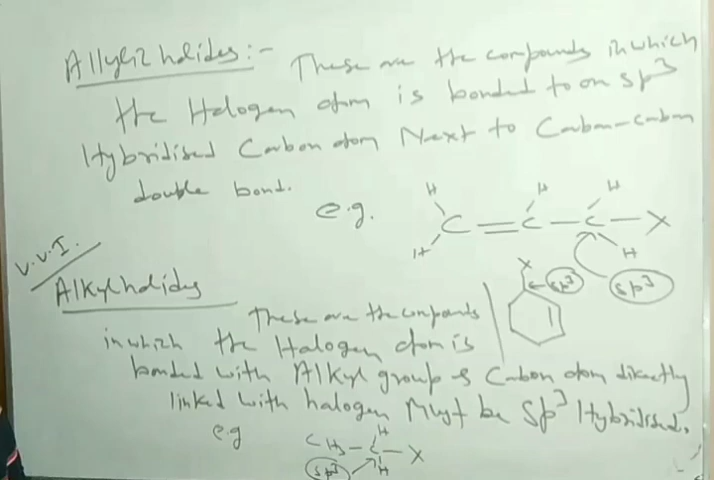 Allylic halides:- These are the compounds in which
the Halogen atom is bonded to an sp³
Hybridised Carbon atom Next to Carbon-carbon
double bond.
e.g.
H H H
C = C - C - X
H H
sp³
V.V.I.
Alkyl halides
X
sp³
These are the compounds
in which the Halogen atom is
bonded with Alkyl group & Carbon atom directly
linked with halogen Must be sp³ Hybridised.
e.g
H
CH₃ - C - X
H
sp³